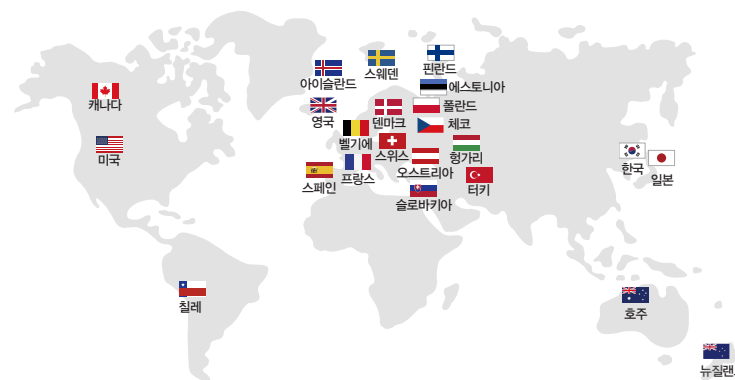 스웨덴
핀란드
아이슬란드
에스토니아
캐나다
영국
덴마크
폴란드
체코
벨기에
미국
스위스
헝가리
스페인
프랑스
오스트리아
터키
한국
일본
슬로바키아
칠레
호주
뉴질랜